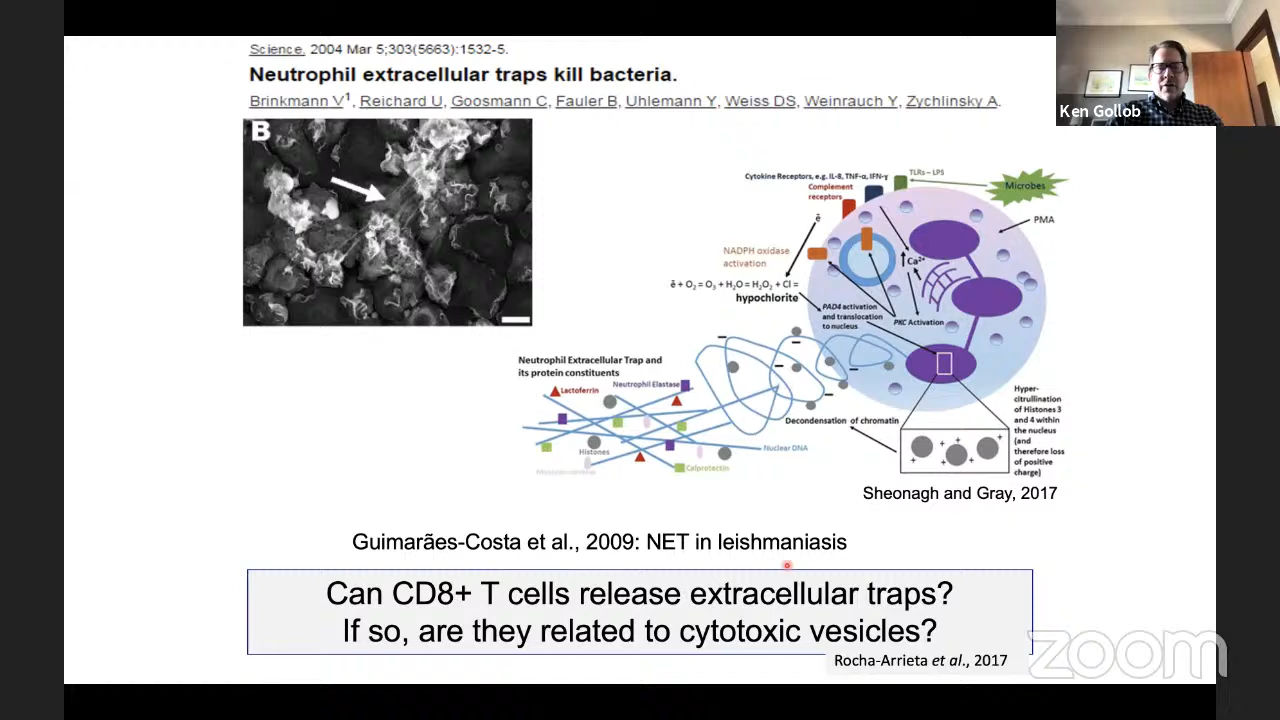 Science. 2004 Mar 5;303(5663):1532-5.
Neutrophil extracellular traps kill bacteria.
Brinkmann V1, Reichard U, Goosmann C, Fauler B, Uhlemann Y, Weiss DS, Weinrauch Y, Zychlinsky A.
Ken Gollob
B
Cytokine Receptors, e.g. IL-8, TNF-α, IFN-γ
TLRs – LPS
Complement
receptors
Microbes
ē
PMA
NADPH oxidase
activation
Ca2+
ē + O2 = O3 + H2O = H2O2 + Cl =
hypochlorite
PAD4 activation
and translocation
to nucleus
PKC Activation
Neutrophil Extracellular Trap and
its protein constituents
Lactoferrin
Neutrophil Elastase
Histones
Nuclear DNA
Calprotectin
Decondensation of chromatin
Hyper-
citrullination
of Histones 3
and 4 within
the nucleus
(and
therefore loss
of positive
charge)
Sheonagh and Gray, 2017
Guimarães-Costa et al., 2009: NET in leishmaniasis
Can CD8+ T cells release extracellular traps?
If so, are they related to cytotoxic vesicles?
Rocha-Arrieta et al., 2017
zoom